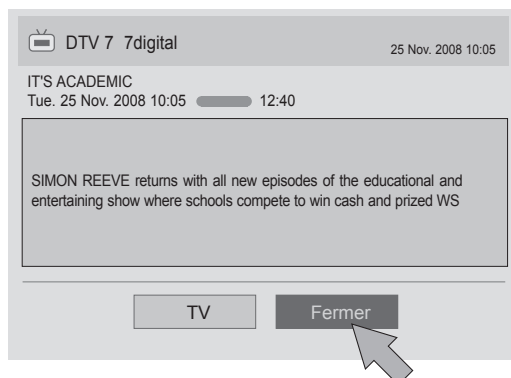 DTV 7 7digital
25 Nov. 2008 10:05
IT'S ACADEMIC
Tue. 25 Nov. 2008 10:05 12:40
SIMON REEVE returns with all new episodes of the educational and
entertaining show where schools compete to win cash and prized WS
TV
Fermer